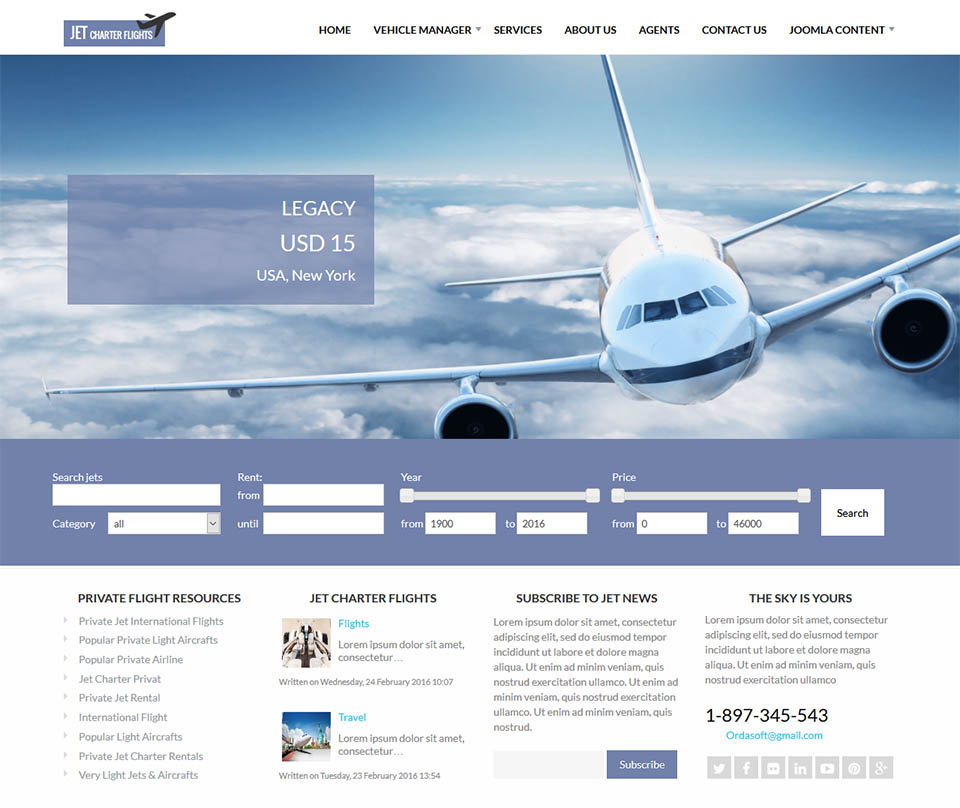 JET CHARTER FLIGHTS
HOME
VEHICLE MANAGER
SERVICES
ABOUT US
AGENTS
CONTACT US
JOOMLA CONTENT
LEGACY
USD 15
USA, New York
Search jets
Category
all
Rent:
from
until
Year
from 1900 to 2016
Price
from 0 to 46000
Search
PRIVATE FLIGHT RESOURCES
Private Jet International Flights
Popular Private Light Aircrafts
Popular Private Airline
Jet Charter Privat
Private Jet Rental
International Flight
Popular Light Aircrafts
Private Jet Charter Rentals
Very Light Jets & Aircrafts
JET CHARTER FLIGHTS
Flights
Lorem ipsum dolor sit amet,
consectetur...
Written on Wednesday, 24 February 2016 10:07
Travel
Lorem ipsum dolor sit amet,
consectetur...
Written on Tuesday, 23 February 2016 13:54
SUBSCRIBE TO JET NEWS
Lorem ipsum dolor sit amet, consectetur
adipiscing elit, sed do eiusmod tempor
incididunt ut labore et dolore magna
aliqua. Ut enim ad minim veniam, quis
nostrud exercitation ullamco laboris nisi
aliqua. Ut enim ad minim veniam, quis
nostrud exercitation
ullamco. Ut enim ad minim veniam, quis
nostrud.
Subscribe
THE SKY IS YOURS
Lorem ipsum dolor sit amet, consectetur
adipiscing elit, sed do eiusmod tempor
incididunt ut labore et dolore magna
aliqua. Ut enim ad minim veniam, quis
nostrud exercitation ullamco
1-897-345-543
Ordasoft@gmail.com